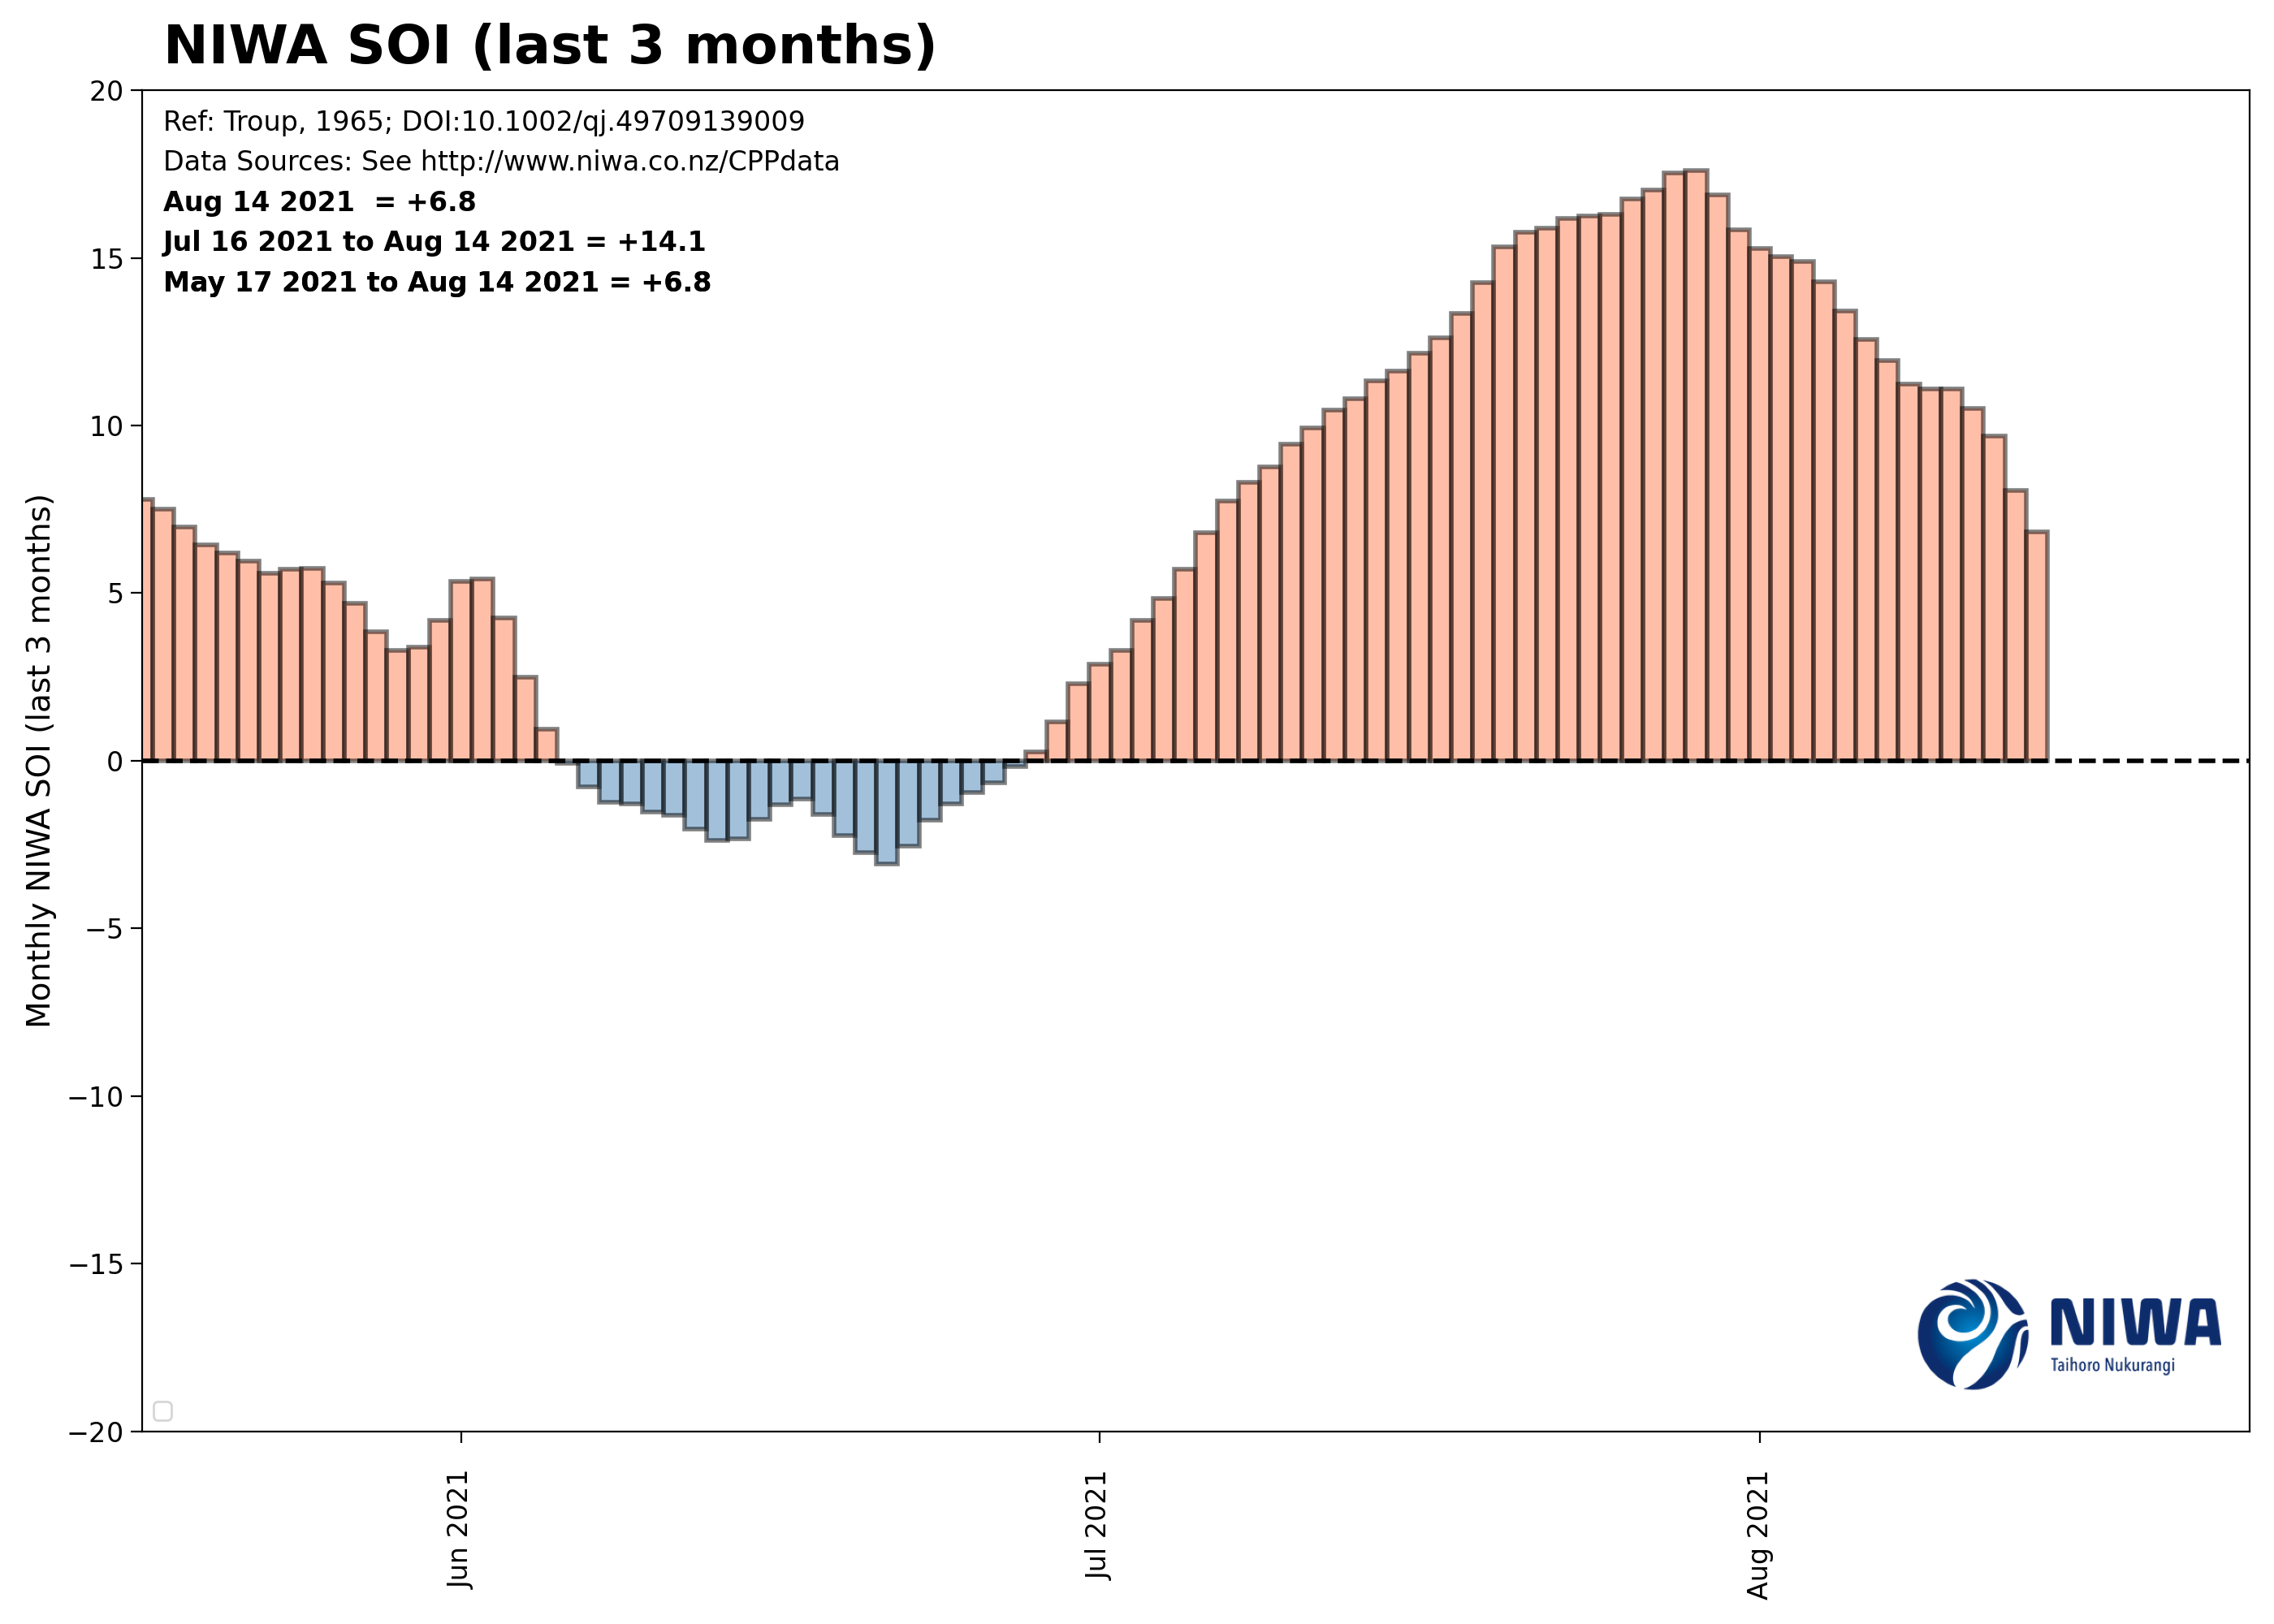 NIWA SOI (last 3 months)
Ref: Troup, 1965; DOI:10.1002/qj.49709139009
Data Sources: See http://www.niwa.co.nz/CPPdata
Aug 14 2021  = +6.8
Jul 16 2021 to Aug 14 2021 = +14.1
May 17 2021 to Aug 14 2021 = +6.8
Monthly NIWA SOI (last 3 months)
20
15
10
5
0
−5
−10
−15
−20
Jun 2021
Jul 2021
Aug 2021
NIWA
Taihoro Nukurangi